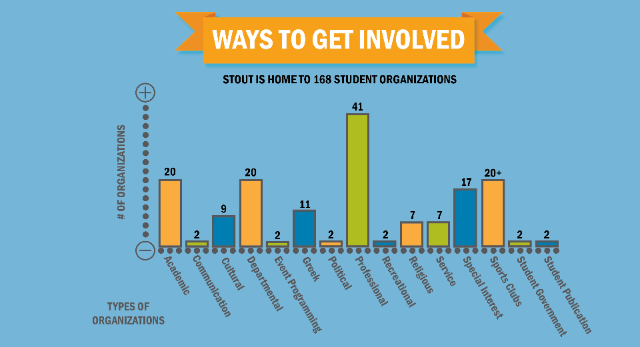 WAYS TO GET INVOLVED
STOUT IS HOME TO 168 STUDENT ORGANIZATIONS
# OF ORGANIZATIONS
20
2
9
20
2
11
2
41
2
7
7
17
20+
2
2
Academic
Communication
Cultural
Departmental
Event Programming
Greek
Political
Professional
Recreational
Religious
Service
Special Interest
Sports Clubs
Student Government
Student Publication
TYPES OF
ORGANIZATIONS